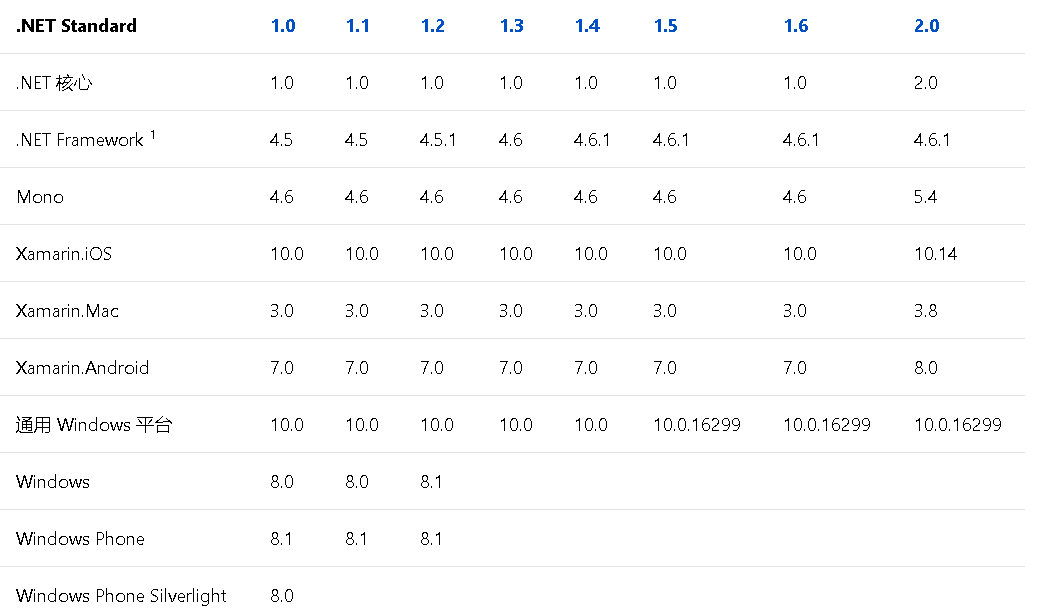 .NET Standard 1.0 1.1 1.2 1.3 1.4 1.5 1.6 2.0
.NET 核心 1.0 1.0 1.0 1.0 1.0 1.0 1.0 2.0
.NET Framework 1 4.5 4.5 4.5.1 4.6 4.6.1 4.6.1 4.6.1 4.6.1
Mono 4.6 4.6 4.6 4.6 4.6 4.6 4.6 5.4
Xamarin.iOS 10.0 10.0 10.0 10.0 10.0 10.0 10.0 10.14
Xamarin.Mac 3.0 3.0 3.0 3.0 3.0 3.0 3.0 3.8
Xamarin.Android 7.0 7.0 7.0 7.0 7.0 7.0 7.0 8.0
通用 Windows 平台 10.0 10.0 10.0 10.0 10.0 10.0.16299 10.0.16299 10.0.16299
Windows 8.0 8.0 8.1
Windows Phone 8.1 8.1 8.1
Windows Phone Silverlight 8.0